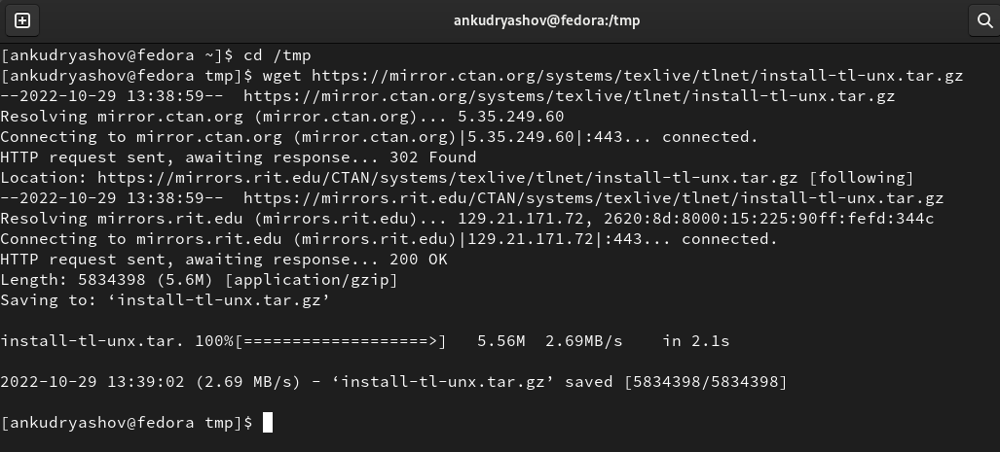 ankudryashov@fedora:/tmp
[ankudryashov@fedora ~]$ cd /tmp
[ankudryashov@fedora tmp]$ wget https://mirror.ctan.org/systems/texlive/tlnet/install-tl-unx.tar.gz
--2022-10-29 13:38:59--  https://mirror.ctan.org/systems/texlive/tlnet/install-tl-unx.tar.gz
Resolving mirror.ctan.org (mirror.ctan.org)... 5.35.249.60
Connecting to mirror.ctan.org (mirror.ctan.org)|5.35.249.60|:443... connected.
HTTP request sent, awaiting response... 302 Found
Location: https://mirrors.rit.edu/CTAN/systems/texlive/tlnet/install-tl-unx.tar.gz [following]
--2022-10-29 13:38:59--  https://mirrors.rit.edu/CTAN/systems/texlive/tlnet/install-tl-unx.tar.gz
Resolving mirrors.rit.edu (mirrors.rit.edu)... 129.21.171.72, 2620:8d:8000:15:225:90ff:fefd:344c
Connecting to mirrors.rit.edu (mirrors.rit.edu)|129.21.171.72|:443... connected.
HTTP request sent, awaiting response... 200 OK
Length: 5834398 (5.6M) [application/gzip]
Saving to: ‘install-tl-unx.tar.gz’
install-tl-unx.tar. 100%[===================>]   5.56M  2.69MB/s    in 2.1s
2022-10-29 13:39:02 (2.69 MB/s) - ‘install-tl-unx.tar.gz’ saved [5834398/5834398]
[ankudryashov@fedora tmp]$